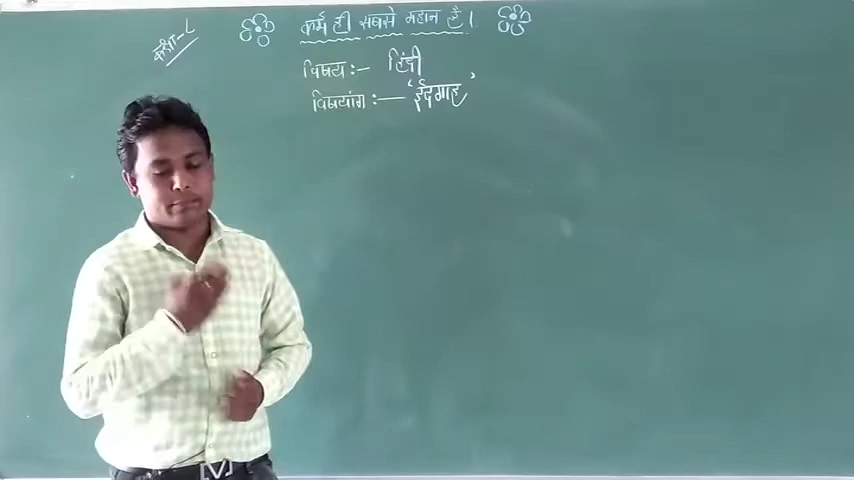 कर्म ही सबसे महान है।
कक्षा-८
विषय:- हिंदी
विषयांश:- 'ईदगाह'